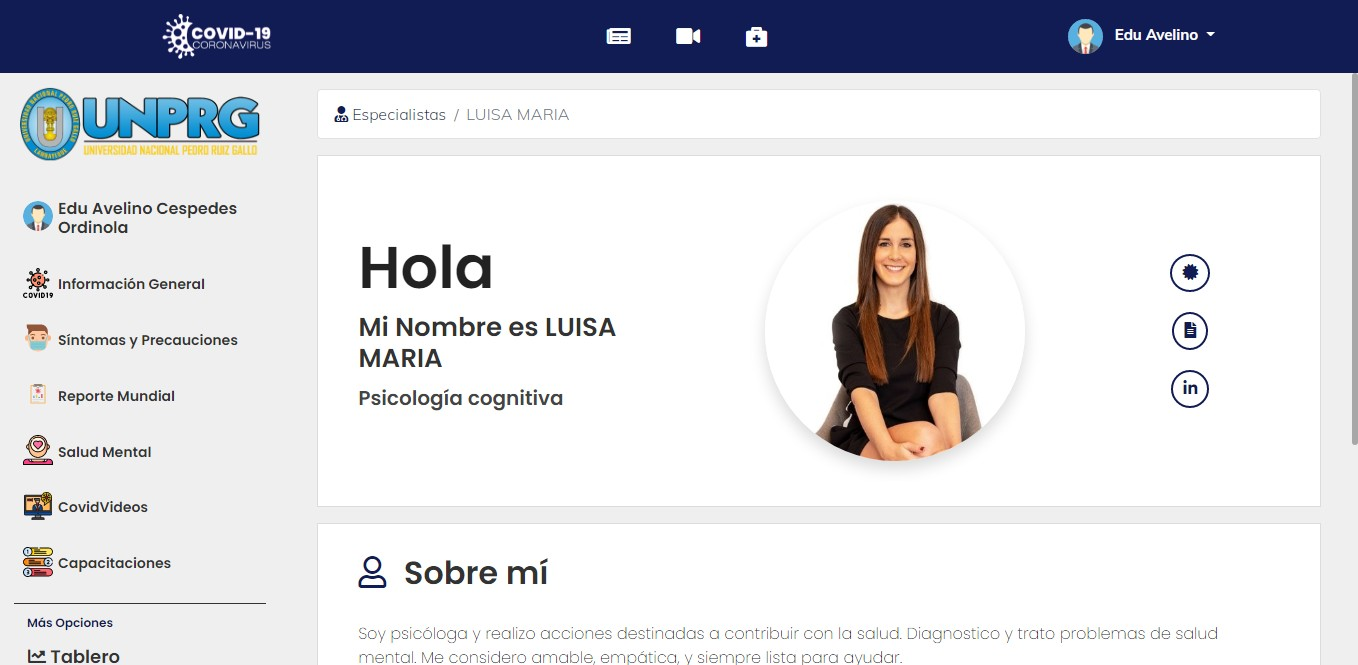 COVID-19
CORONAVIRUS
Edu Avelino
UNPRG
UNIVERSIDAD NACIONAL PEDRO RUIZ GALLO
Edu Avelino Cespedes
Ordinola
COVID19
Información General
Síntomas y Precauciones
Reporte Mundial
Salud Mental
CovidVideos
Capacitaciones
Más Opciones
Tablero
Especialistas / LUISA MARIA
Hola
Mi Nombre es LUISA
MARIA
Psicología cognitiva
in
Sobre mí
Soy psicóloga y realizo acciones destinadas a contribuir con la salud. Diagnostico y trato problemas de salud
mental. Me considero amable, empática, y siempre lista para ayudar.